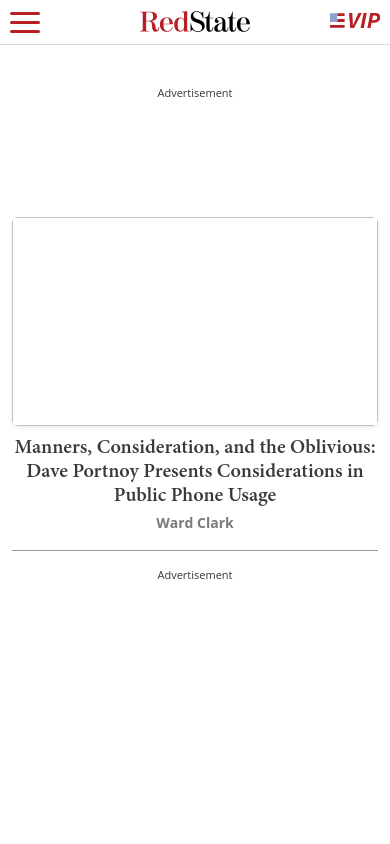 RedState
VIP
Advertisement
Manners, Consideration, and the Oblivious:
Dave Portnoy Presents Considerations in
Public Phone Usage
Ward Clark
Advertisement